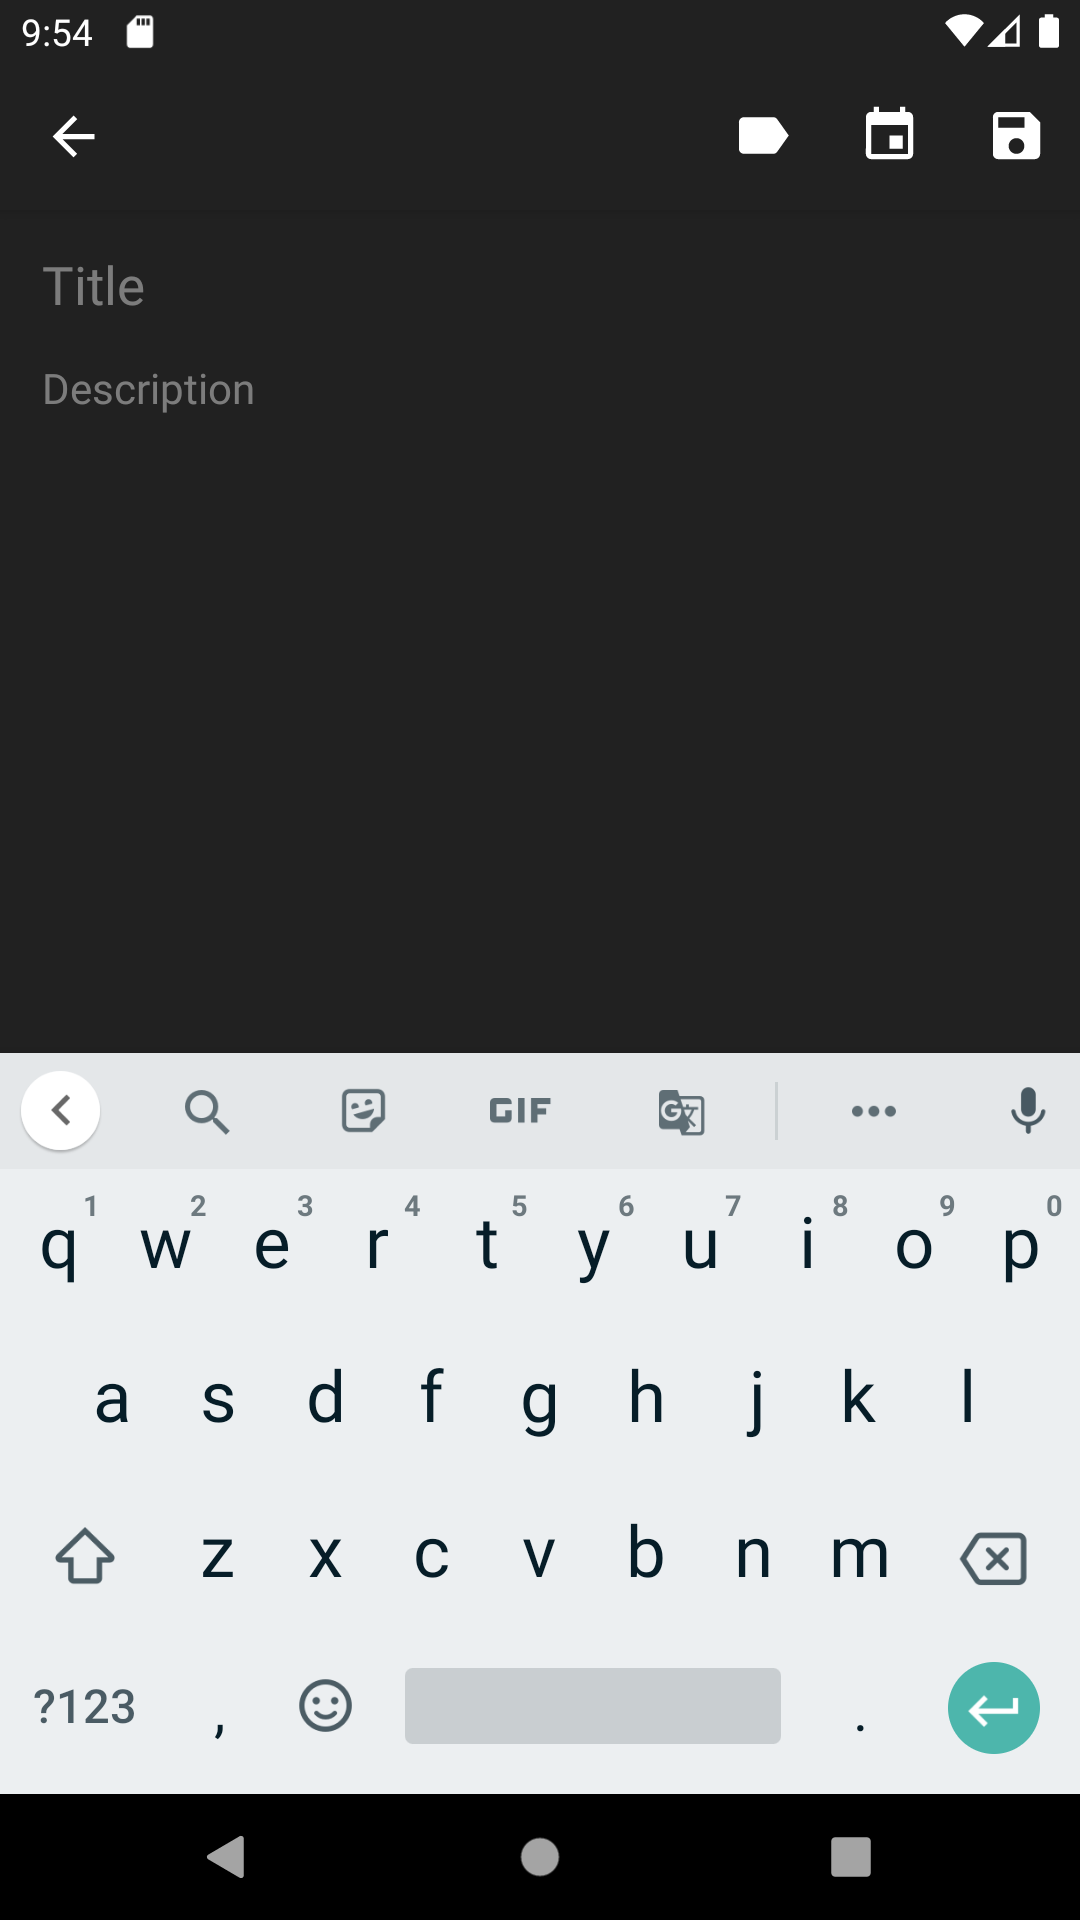 9:54
Title
Description
GIF
1 2 3 4 5 6 7 8 9 0
q w e r t y u i o p
a s d f g h j k l
z x c v b n m
?123 , .